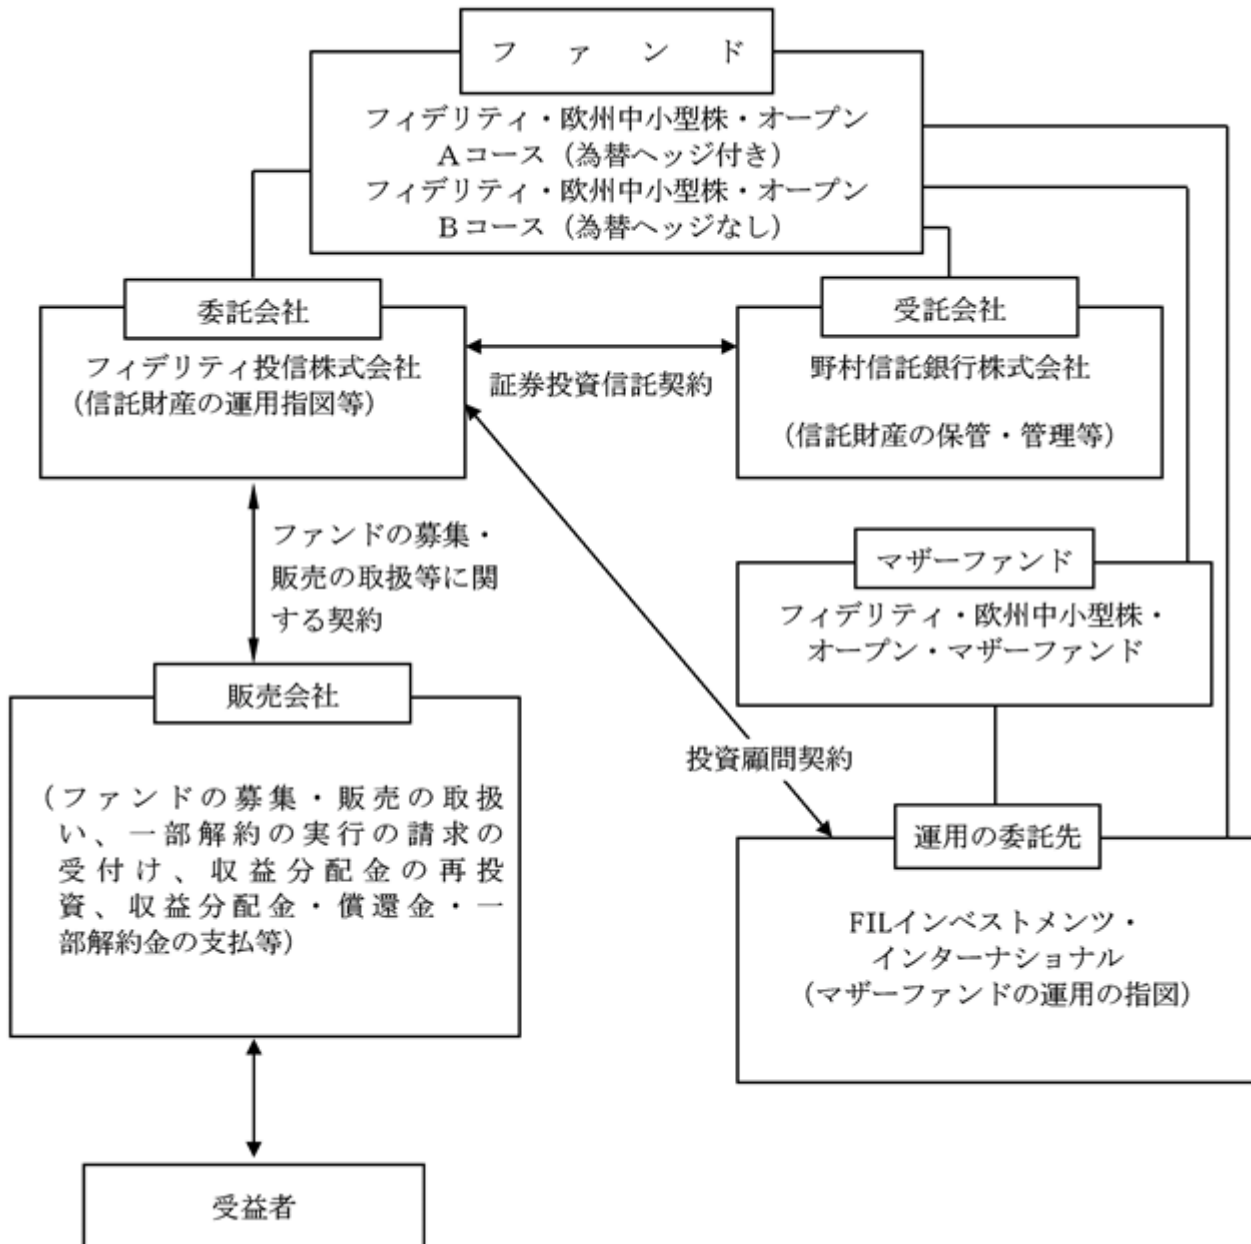 ファンド
フィデリティ・欧州中小型株・オープン
Aコース（為替ヘッジ付き）
フィデリティ・欧州中小型株・オープン
Bコース（為替ヘッジなし）
委託会社
フィデリティ投信株式会社
（信託財産の運用指図等）
証券投資信託契約
受託会社
野村信託銀行株式会社
（信託財産の保管・管理等）
ファンドの募集・
販売の取扱等に関
する契約
マザーファンド
フィデリティ・欧州中小型株・
オープン・マザーファンド
投資顧問契約
販売会社
（ファンドの募集・販売の取扱
い、一部解約の実行の請求の
受付け、収益分配金の再投
資、収益分配金・償還金・一
部解約金の支払等）
運用の委託先
FILインベストメンツ・
インターナショナル
（マザーファンドの運用の指図）
受益者